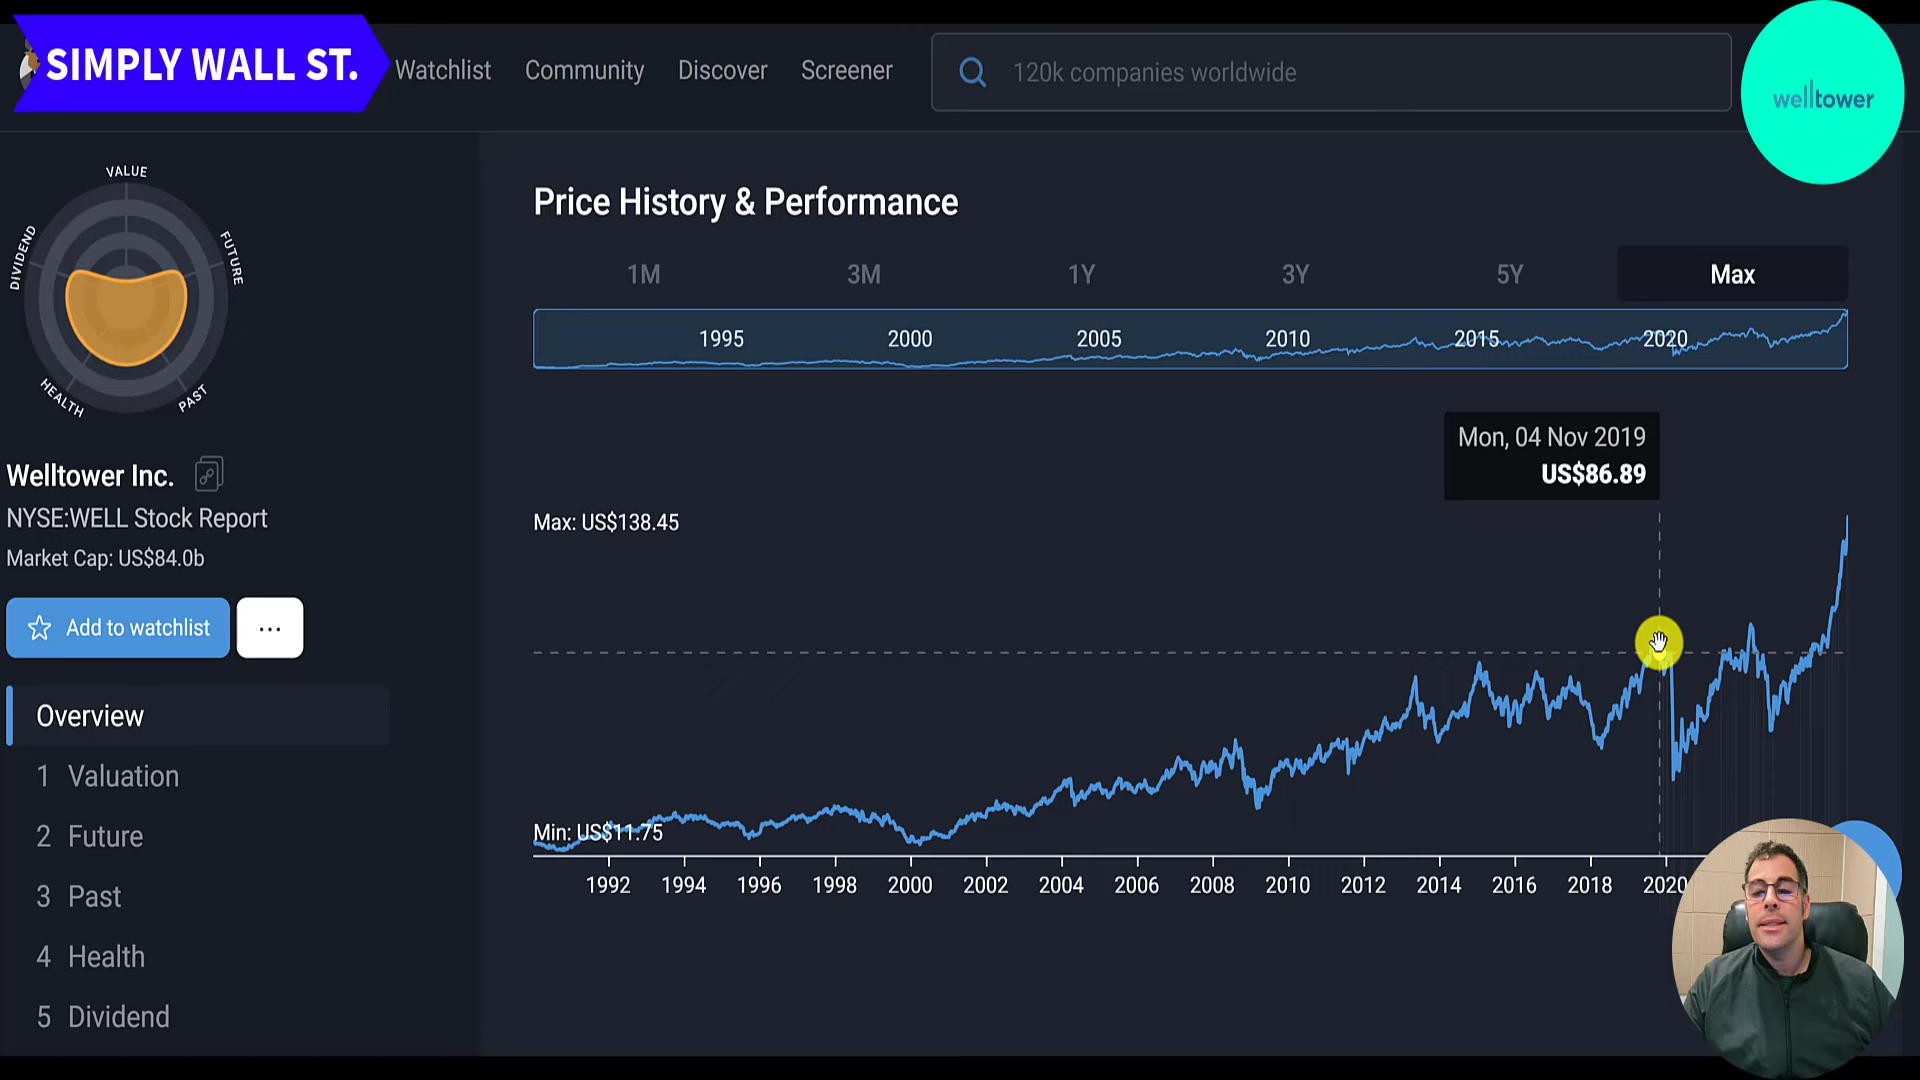 SIMPLY WALL ST.
Watchlist
Community
Discover
Screener
120k companies worldwide
welltower
VALUE
FUTURE
PAST
HEALTH
DIVIDEND
Price History & Performance
1M
3M
1Y
3Y
5Y
Max
1995
2000
2005
2010
2015
2020
Mon, 04 Nov 2019
US$86.89
Max: US$138.45
Min: US$11.75
1992
1994
1996
1998
2000
2002
2004
2006
2008
2010
2012
2014
2016
2018
2020
Welltower Inc.
NYSE:WELL Stock Report
Market Cap: US$84.0b
Add to watchlist
...
Overview
1 Valuation
2 Future
3 Past
4 Health
5 Dividend